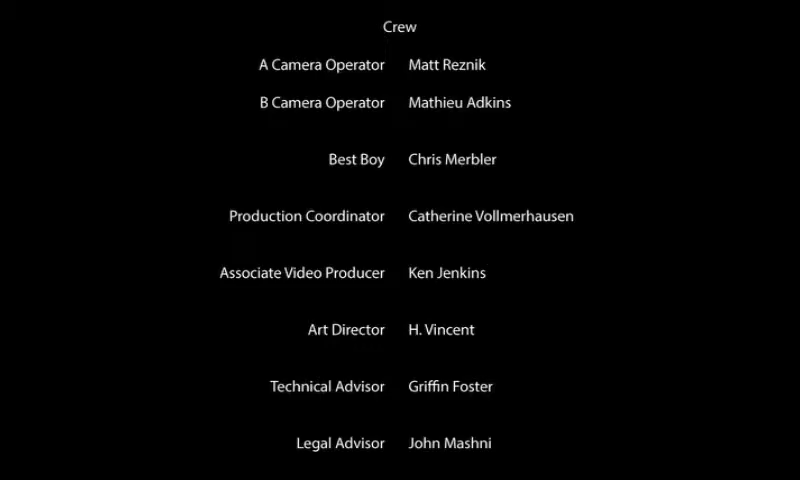 Crew
A Camera Operator Matt Reznik
B Camera Operator Mathieu Adkins
Best Boy Chris Merbler
Production Coordinator Catherine Vollmerhausen
Associate Video Producer Ken Jenkins
Art Director H. Vincent
Technical Advisor Griffin Foster
Legal Advisor John Mashni